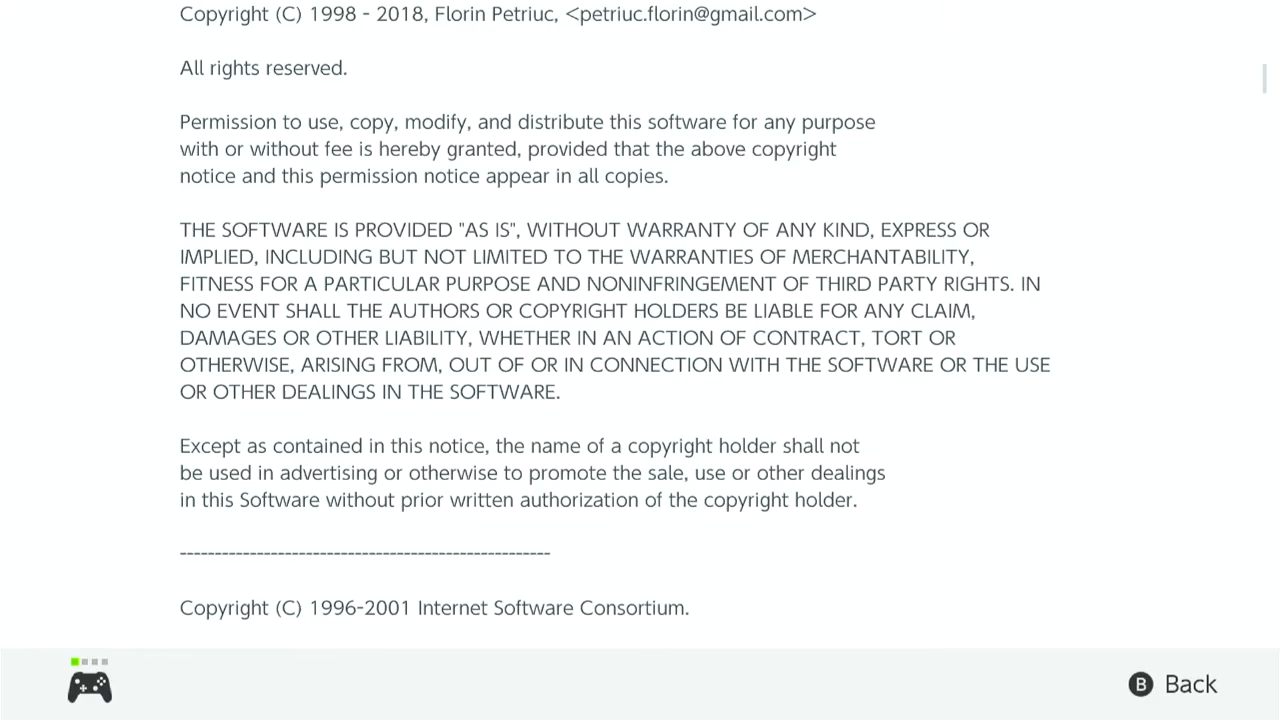 Copyright (C) 1998 - 2018, Florin Petriuc, <petriuc.florin@gmail.com>
All rights reserved.
Permission to use, copy, modify, and distribute this software for any purpose
with or without fee is hereby granted, provided that the above copyright
notice and this permission notice appear in all copies.
THE SOFTWARE IS PROVIDED "AS IS", WITHOUT WARRANTY OF ANY KIND, EXPRESS OR
IMPLIED, INCLUDING BUT NOT LIMITED TO THE WARRANTIES OF MERCHANTABILITY,
FITNESS FOR A PARTICULAR PURPOSE AND NONINFRINGEMENT OF THIRD PARTY RIGHTS. IN
NO EVENT SHALL THE AUTHORS OR COPYRIGHT HOLDERS BE LIABLE FOR ANY CLAIM,
DAMAGES OR OTHER LIABILITY, WHETHER IN AN ACTION OF CONTRACT, TORT OR
OTHERWISE, ARISING FROM, OUT OF OR IN CONNECTION WITH THE SOFTWARE OR THE USE
OR OTHER DEALINGS IN THE SOFTWARE.
Except as contained in this notice, the name of a copyright holder shall not
be used in advertising or otherwise to promote the sale, use or other dealings
in this Software without prior written authorization of the copyright holder.
-----------------------------------------------------
Copyright (C) 1996-2001 Internet Software Consortium.
B Back